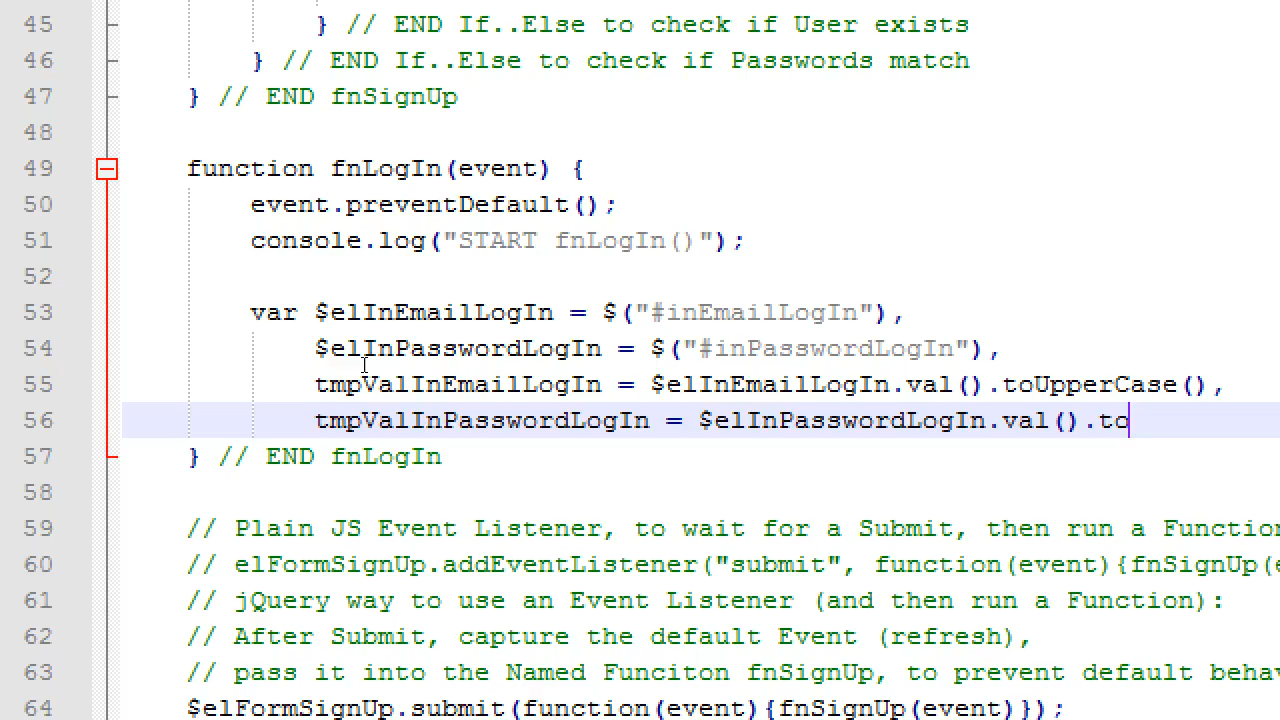 45 } // END If..Else to check if User exists
46 } // END If..Else to check if Passwords match
47 } // END fnSignUp
48
49 function fnLogIn(event) {
50 event.preventDefault();
51 console.log("START fnLogIn()");
52
53 var $elInEmailLogIn = $("#inEmailLogIn"),
54 $elInPasswordLogIn = $("#inPasswordLogIn"),
55 tmpValInEmailLogIn = $elInEmailLogIn.val().toUpperCase(),
56 tmpValInPasswordLogIn = $elInPasswordLogIn.val().to
57 } // END fnLogIn
58
59 // Plain JS Event Listener, to wait for a Submit, then run a Function
60 // elFormSignUp.addEventListener("submit", function(event){fnSignUp(e
61 // jQuery way to use an Event Listener (and then run a Function):
62 // After Submit, capture the default Event (refresh),
63 // pass it into the Named Funciton fnSignUp, to prevent default behav
64 $elFormSignUp.submit(function(event){fnSignUp(event)});